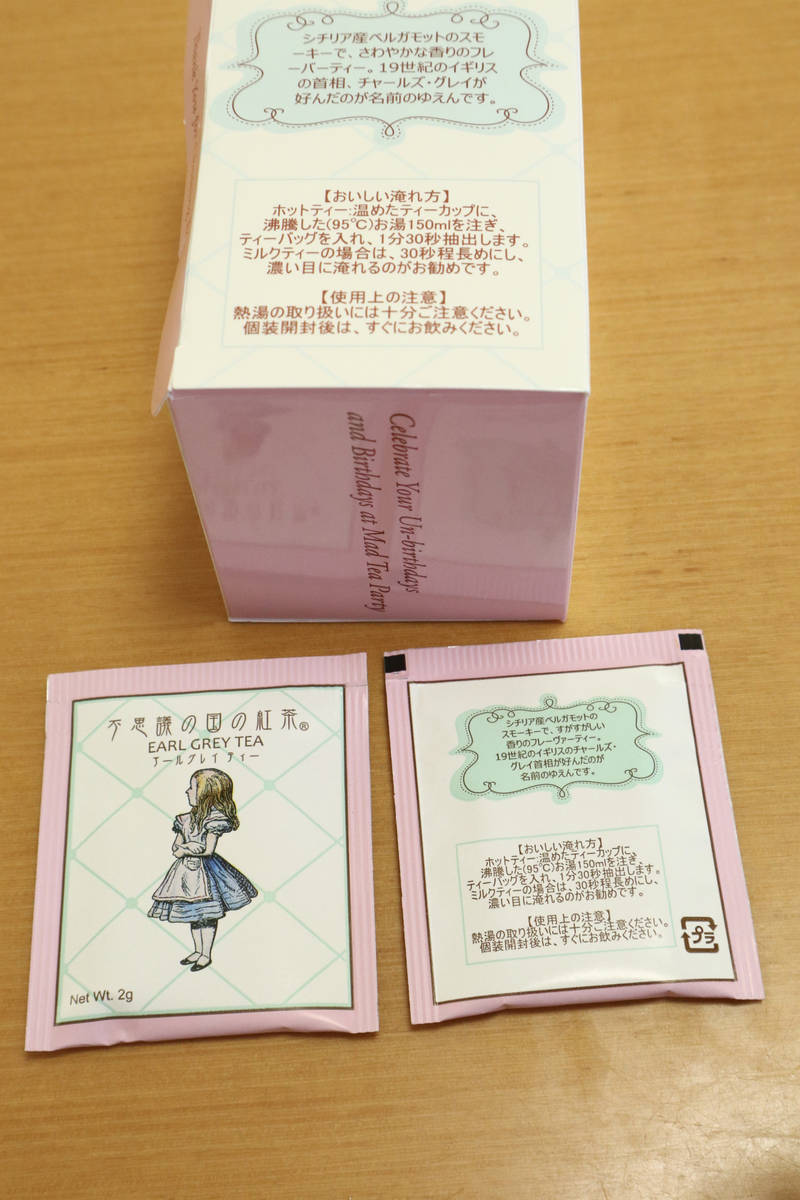 シチリア産ベルガモットのスモ
ーキーで、さわやかな香りのフレ
ーバーティー。19世紀のイギリス
の首相、チャールズ・グレイが
好んだのが名前のゆえんです。
【おいしい淹れ方】
ホットティー:温めたティーカップに、
沸騰した(95℃)お湯150mlを注ぎ、
ティーバッグを入れ、1分30秒抽出します。
ミルクティーの場合は、30秒程長めにし、
濃い目に淹れるのがお勧めです。
【使用上の注意】
熱湯の取り扱いには十分ご注意ください。
個装開封後は、すぐにお飲みください。
Celebrate Your Un-birthdays
and Birthdays at Mad Tea Party
不思議の国の紅茶®
EARL GREY TEA
アールグレイ ティー
Net Wt. 2g
シチリア産ベルガモットの
スモーキーで、すがすがしい
香りのフレーヴァーティー。
19世紀のイギリスのチャールズ・
グレイ首相が好んだのが
名前のゆえんです。
【おいしい淹れ方】
ホットティー:温めたティーカップに、
沸騰した(95℃)お湯150mlを注ぎ、
ティーバッグを入れ、1分30秒抽出します。
ミルクティーの場合は、30秒程長めにし、
濃い目に淹れるのがお勧めです。
【使用上の注意】
熱湯の取り扱いには十分ご注意ください。
個装開封後は、すぐにお飲みください。
プラ